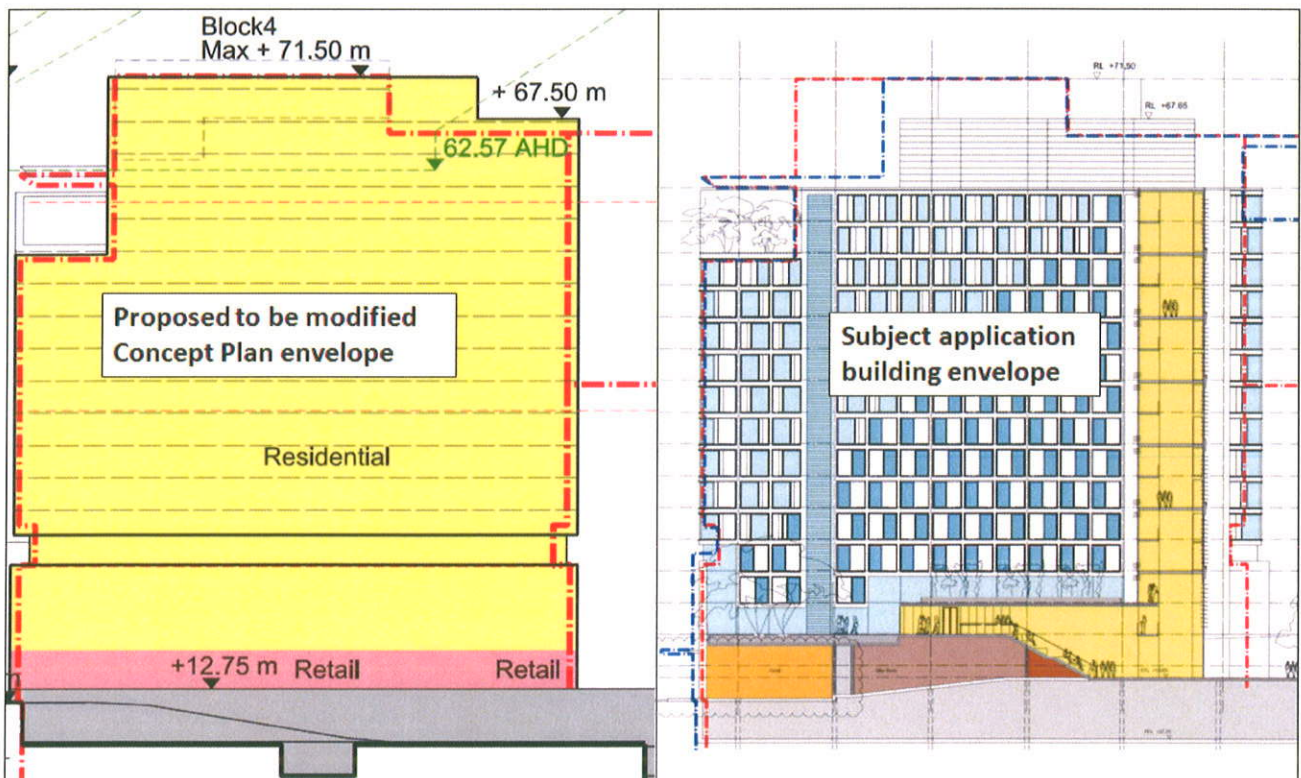 Block4
Max + 71.50 m
+ 67.50 m
62.57 AHD
Proposed to be modified
Concept Plan envelope
Residential
+12.75 m
Retail
Retail
RL +71.50
RL +67.65
Subject application
building envelope